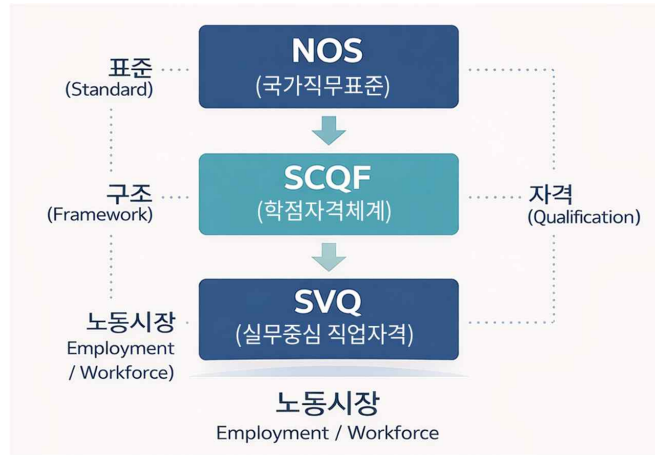 NOS
(국가직무표준)
표준
(Standard)
SCQF
(학점자격체계)
구조
(Framework)
자격
(Qualification)
SVQ
(실무중심 직업자격)
노동시장
Employment
/ Workforce)
노동시장
Employment / Workforce